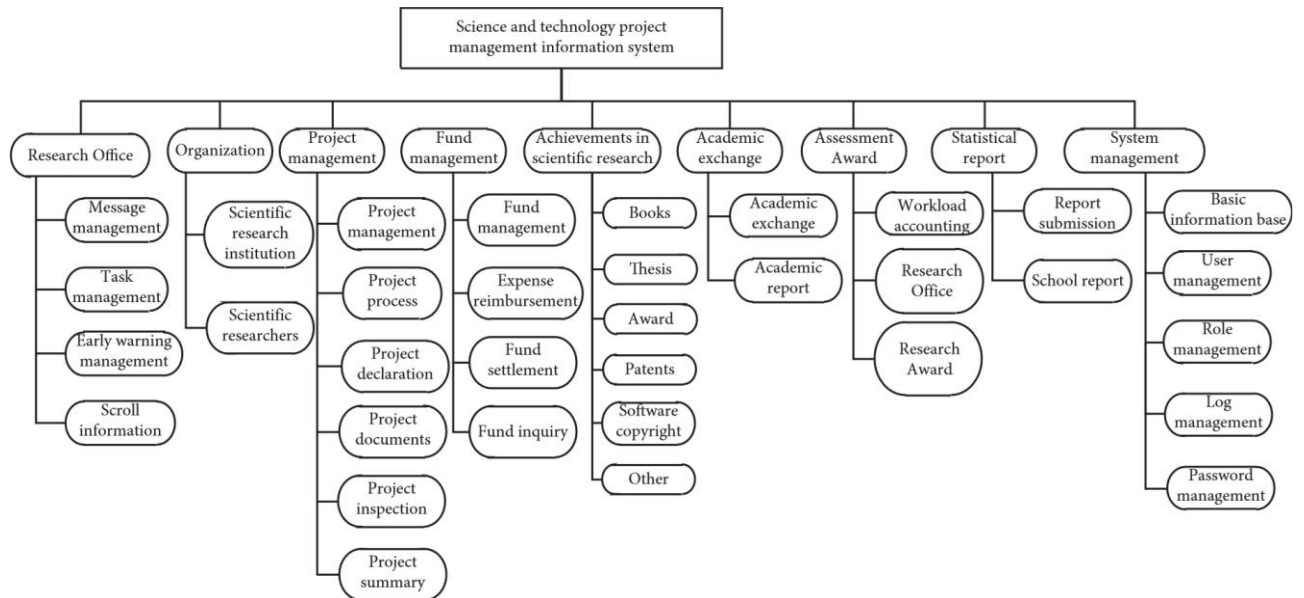 Science and technology project
management information system
Research Office
Organization
Project
management
Fund
management
Achievements in
scientific research
Academic
exchange
Assessment
Award
Statistical
report
System
management
Message
management
Task
management
Early warning
management
Scroll
information
Scientific
research
institution
Scientific
researchers
Project
management
Project
process
Project
declaration
Project
documents
Project
inspection
Project
summary
Fund
management
Expense
reimbursement
Fund
settlement
Fund inquiry
Books
Thesis
Award
Patents
Software
copyright
Other
Academic
exchange
Academic
report
Workload
accounting
Research
Office
Research
Award
Report
submission
School report
Basic
information base
User
management
Role
management
Log
management
Password
management